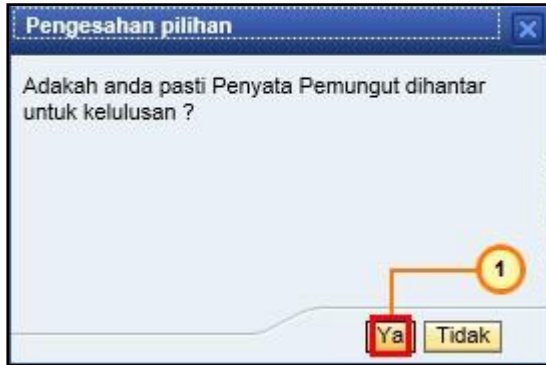 Pengesahan pilihan
Adakah anda pasti Penyata Pemungut dihantar
untuk kelulusan ?
1
Ya Tidak